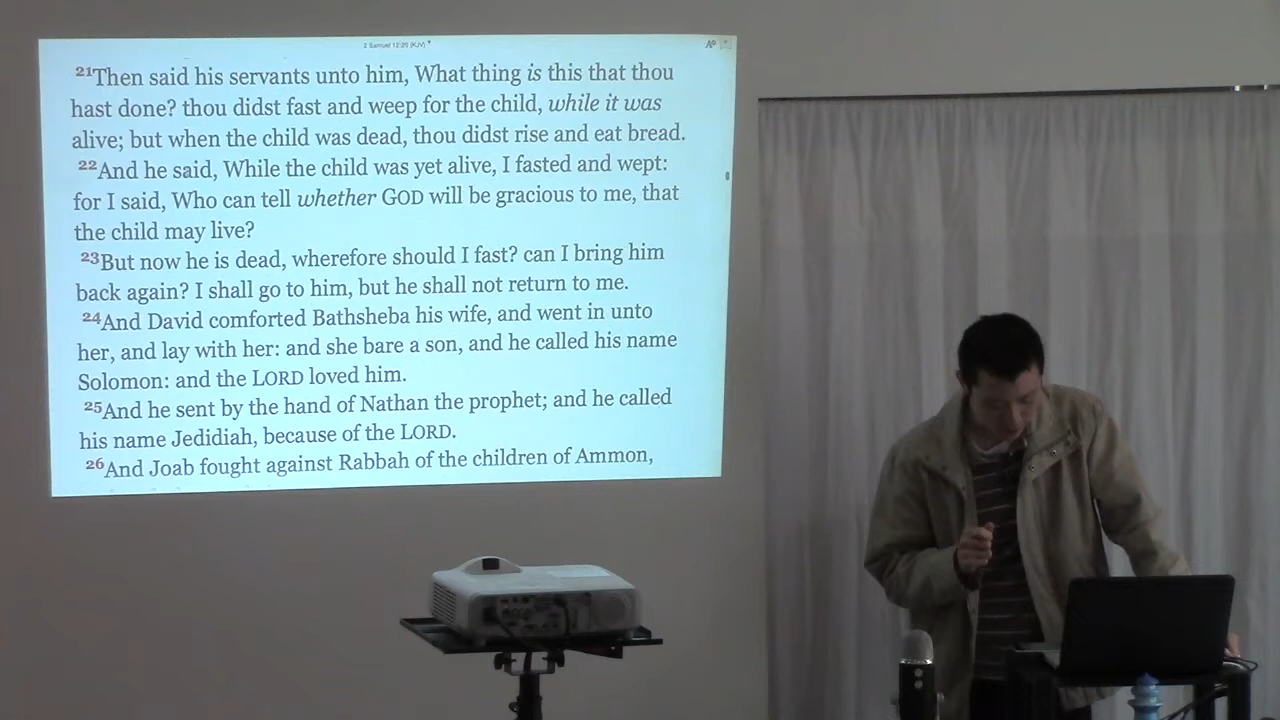 2 Samuel 12:20 (KJV)
21Then said his servants unto him, What thing is this that thou
hast done? thou didst fast and weep for the child, while it was
alive; but when the child was dead, thou didst rise and eat bread.
22And he said, While the child was yet alive, I fasted and wept:
for I said, Who can tell whether GOD will be gracious to me, that
the child may live?
23But now he is dead, wherefore should I fast? can I bring him
back again? I shall go to him, but he shall not return to me.
24And David comforted Bathsheba his wife, and went in unto
her, and lay with her: and she bare a son, and he called his name
Solomon: and the LORD loved him.
25And he sent by the hand of Nathan the prophet; and he called
his name Jedidiah, because of the LORD.
26And Joab fought against Rabbah of the children of Ammon,